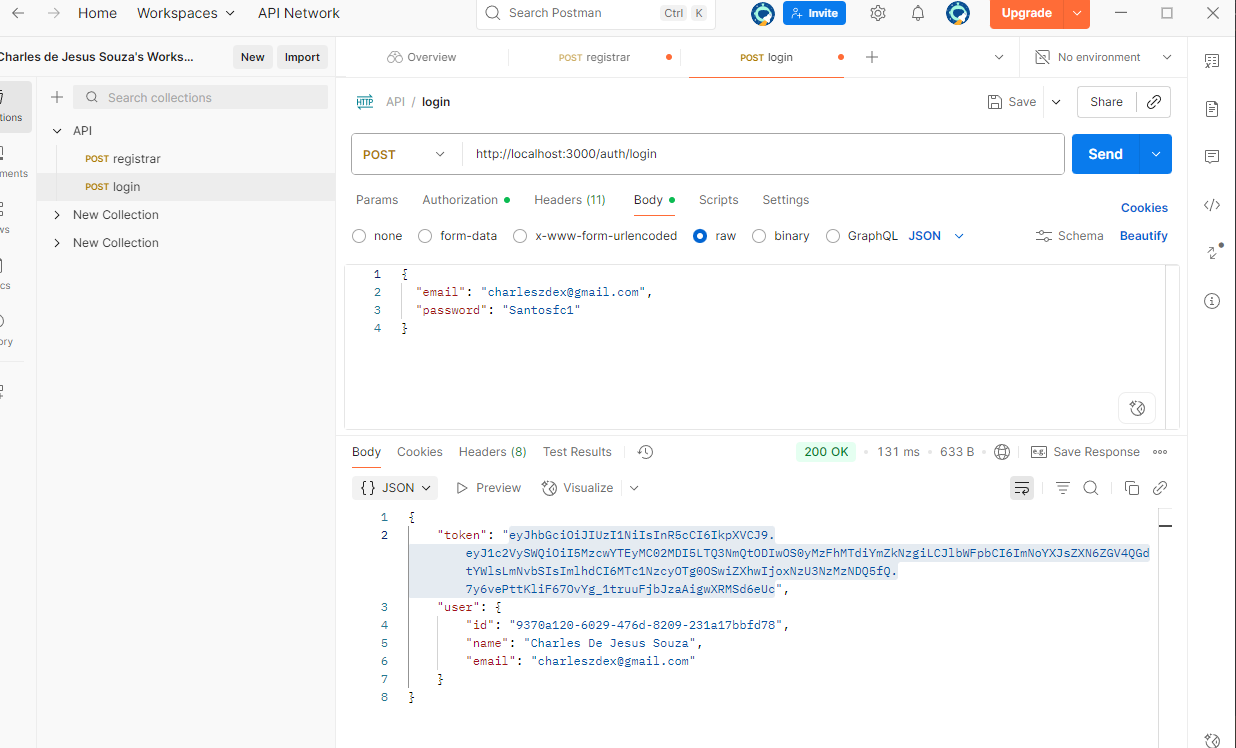 Home Workspaces API Network Search Postman Ctrl K Invite Upgrade
Charles de Jesus Souza's Works... New Import Overview POST registrar POST login No environment
Search collections
API
POST registrar
POST login
New Collection
New Collection
HTTP API / login Save Share
POST http://localhost:3000/auth/login Send
Params Authorization Headers (11) Body Scripts Settings Cookies
none form-data x-www-form-urlencoded raw binary GraphQL JSON Schema Beautify
1 {
2 "email": "charleszdex@gmail.com",
3 "password": "Santosfc1"
4 }
Body Cookies Headers (8) Test Results 200 OK 131 ms 633 B e.g. Save Response
{} JSON Preview Visualize
1 {
2 "token": "eyJhbGciOiJIUzI1NiIsInR5cCI6IkpXVCJ9.
eyJ1c2VySWQiOiI5MzcwYTEyMC02MDI5LTQ3NmQtODIwOS0yMzFhMTdiYmZkNzgiLCJlbWFpbCI6ImNoYXJsZXN6ZGV4QGd
tYWlsLmNvbSIsImlhdCI6MTc1NzcyOTg0OSwiZXhwIjoxNzU3NzMzNDQ5fQ.
7y6vePttKliF67OvYg_1truuFjbJzaAigwXRMSd6eUc",
3 "user": {
4 "id": "9370a120-6029-476d-8209-231a17bbfd78",
5 "name": "Charles De Jesus Souza",
6 "email": "charleszdex@gmail.com"
7 }
8 }